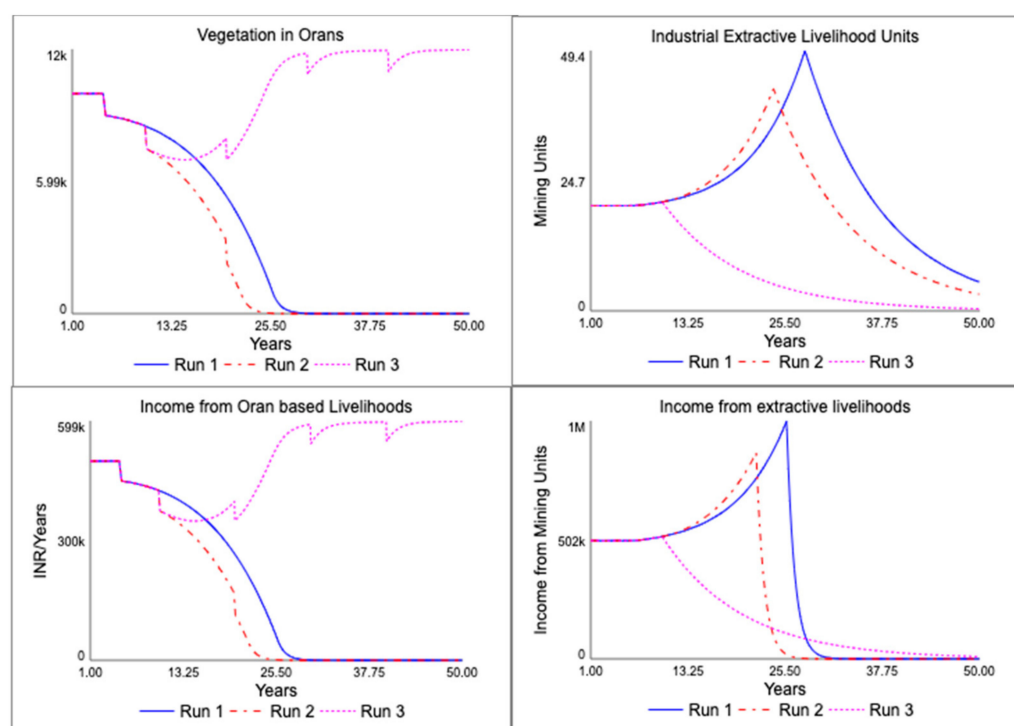 Vegetation in Orans
12k
5.99k
0
1.00 13.25 25.50 37.75 50.00
Years
Run 1 Run 2 Run 3
Industrial Extractive Livelihood Units
Mining Units
49.4
24.7
0
1.00 13.25 25.50 37.75 50.00
Years
Run 1 Run 2 Run 3
Income from Oran based Livelihoods
INR/Years
599k
300k
0
1.00 13.25 25.50 37.75 50.00
Years
Run 1 Run 2 Run 3
Income from extractive livelihoods
Income from Mining Units
1M
502k
0
1.00 13.25 25.50 37.75 50.00
Years
Run 1 Run 2 Run 3